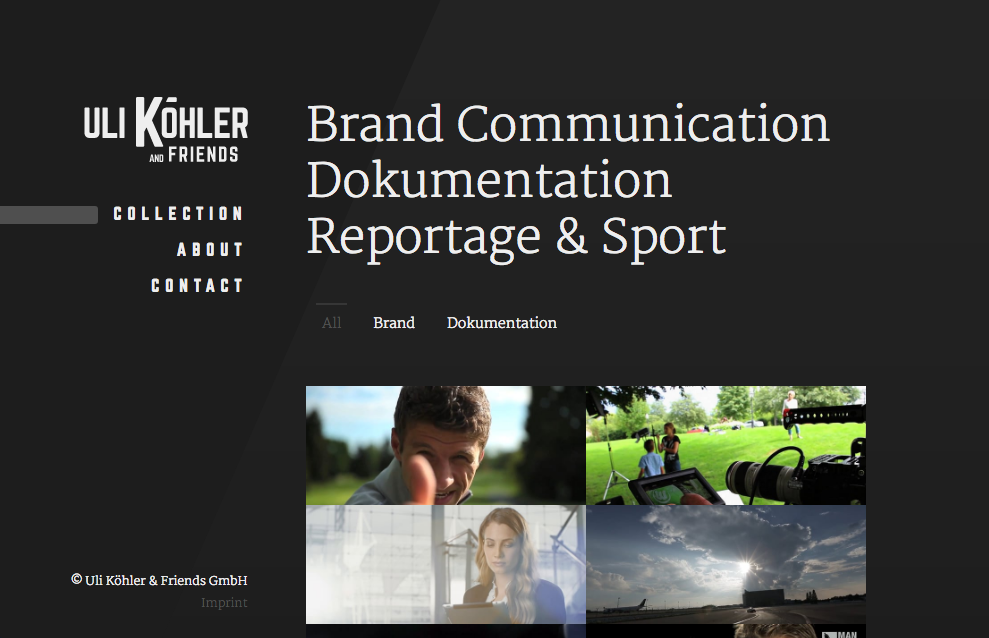 ULI KÖHLER
AND FRIENDS
COLLECTION
ABOUT
CONTACT
Brand Communication
Dokumentation
Reportage & Sport
All
Brand
Dokumentation
© Uli Köhler & Friends GmbH
Imprint
MAN